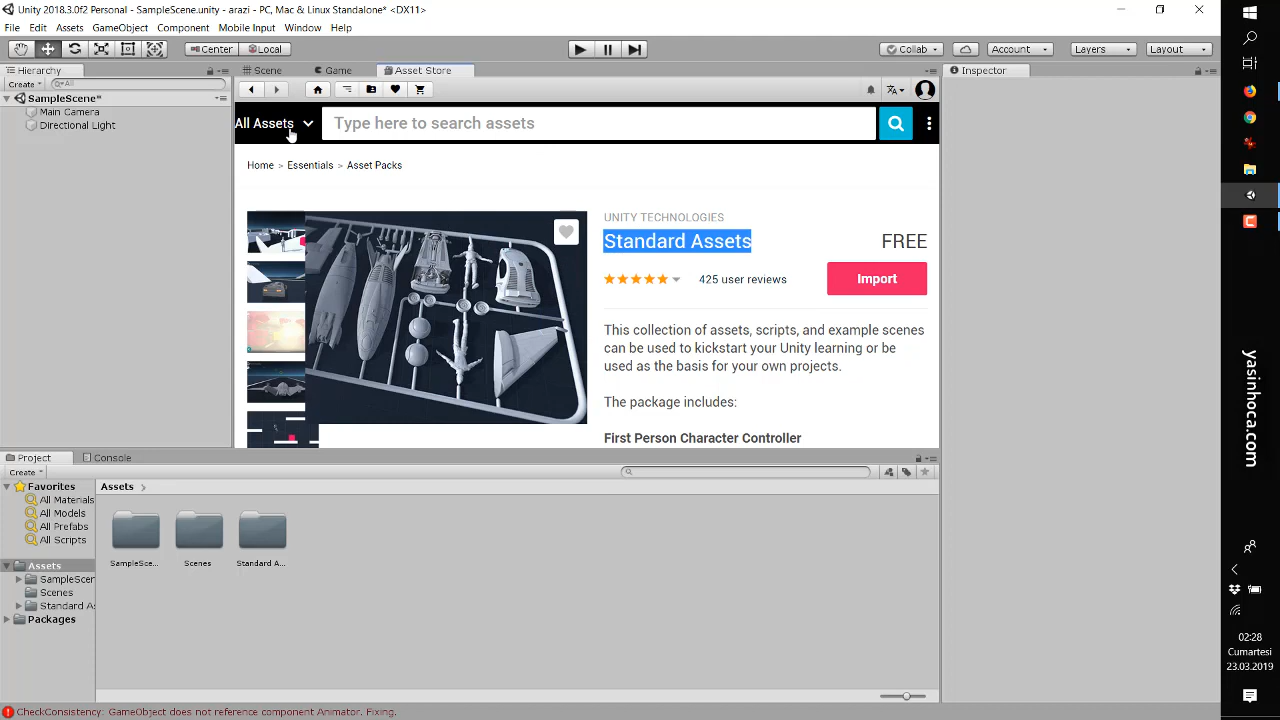 Unity 2018.3.0f2 Personal - SampleScene.unity - arazi - PC, Mac & Linux Standalone* <DX11>
File Edit Assets GameObject Component Mobile Input Window Help
Center Local Collab Account Layers Layout
Hierarchy Scene Game Asset Store Inspector
Create All
SampleScene*
Main Camera
Directional Light
All Assets Type here to search assets
Home > Essentials > Asset Packs
UNITY TECHNOLOGIES
Standard Assets FREE
425 user reviews Import
This collection of assets, scripts, and example scenes
can be used to kickstart your Unity learning or be
used as the basis for your own projects.
The package includes:
First Person Character Controller
Project Console
Create
Favorites
All Materials
All Models
All Prefabs
All Scripts
Assets
SampleScen
Scenes
Standard As
Packages
Assets
SampleSce... Scenes Standard A...
CheckConsistency: GameObject does not reference component Animator. Fixing.
yasinhoca.com
02:28
Cumartesi
23.03.2019